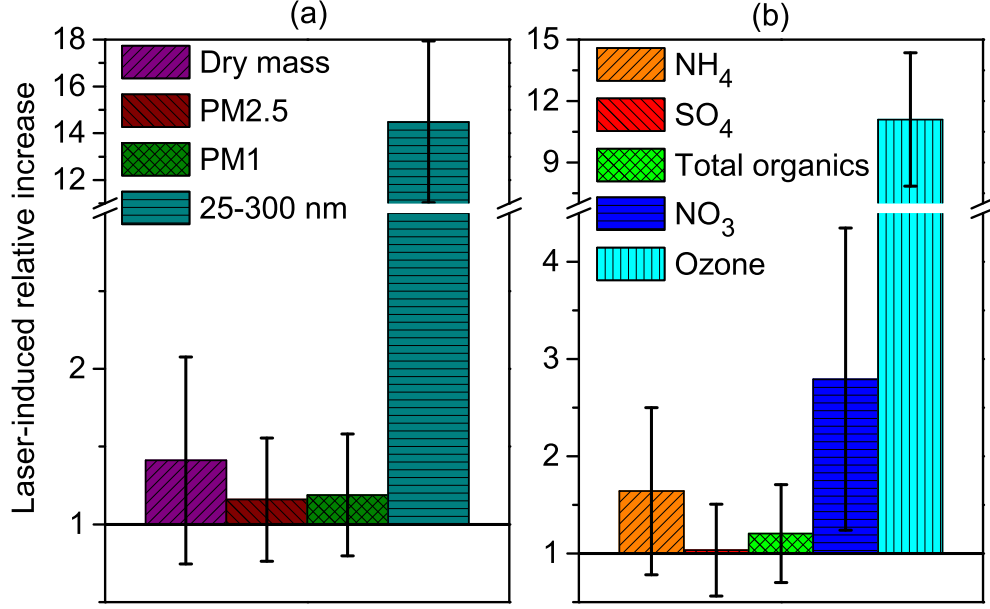 (a)
(b)
Laser-induced relative increase
18
16
14
12
2
1
Dry mass
PM2.5
PM1
25-300 nm
15
12
9
4
3
2
1
NH4
SO4
Total organics
NO3
Ozone